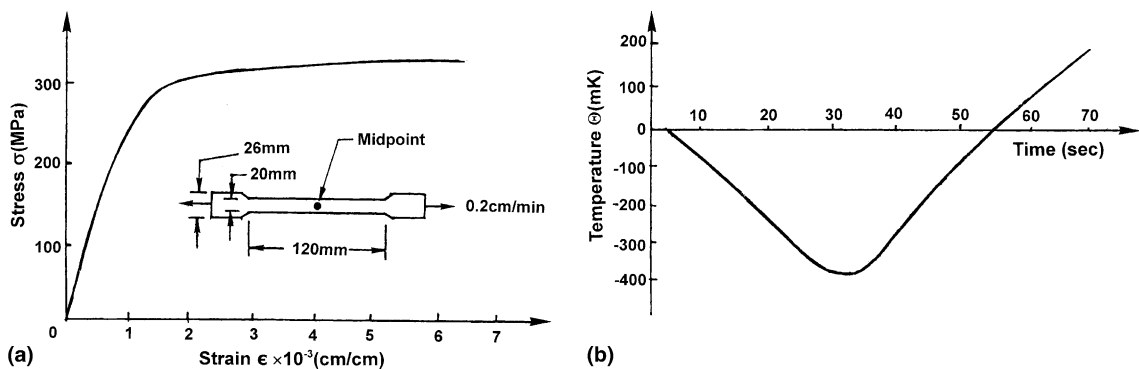 Stress σ(MPa)
300
200
100
0
1
2
3
4
5
6
7
Strain ϵ ×10⁻³(cm/cm)
26mm
20mm
Midpoint
0.2cm/min
120mm
(a)
Temperature Θ(mK)
200
100
0
-100
-200
-300
-400
10
20
30
40
50
60
70
Time (sec)
(b)